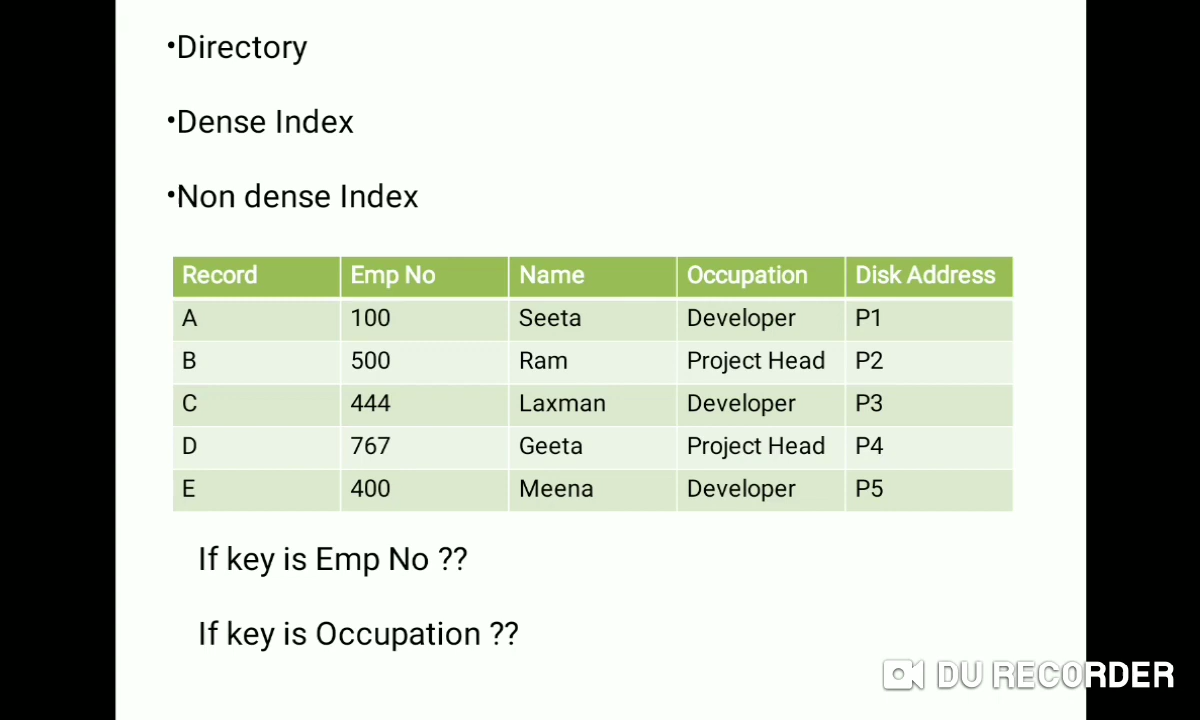 •Directory
•Dense Index
•Non dense Index
Record Emp No Name Occupation Disk Address
A 100 Seeta Developer P1
B 500 Ram Project Head P2
C 444 Laxman Developer P3
D 767 Geeta Project Head P4
E 400 Meena Developer P5
If key is Emp No ??
If key is Occupation ??
DU RECORDER